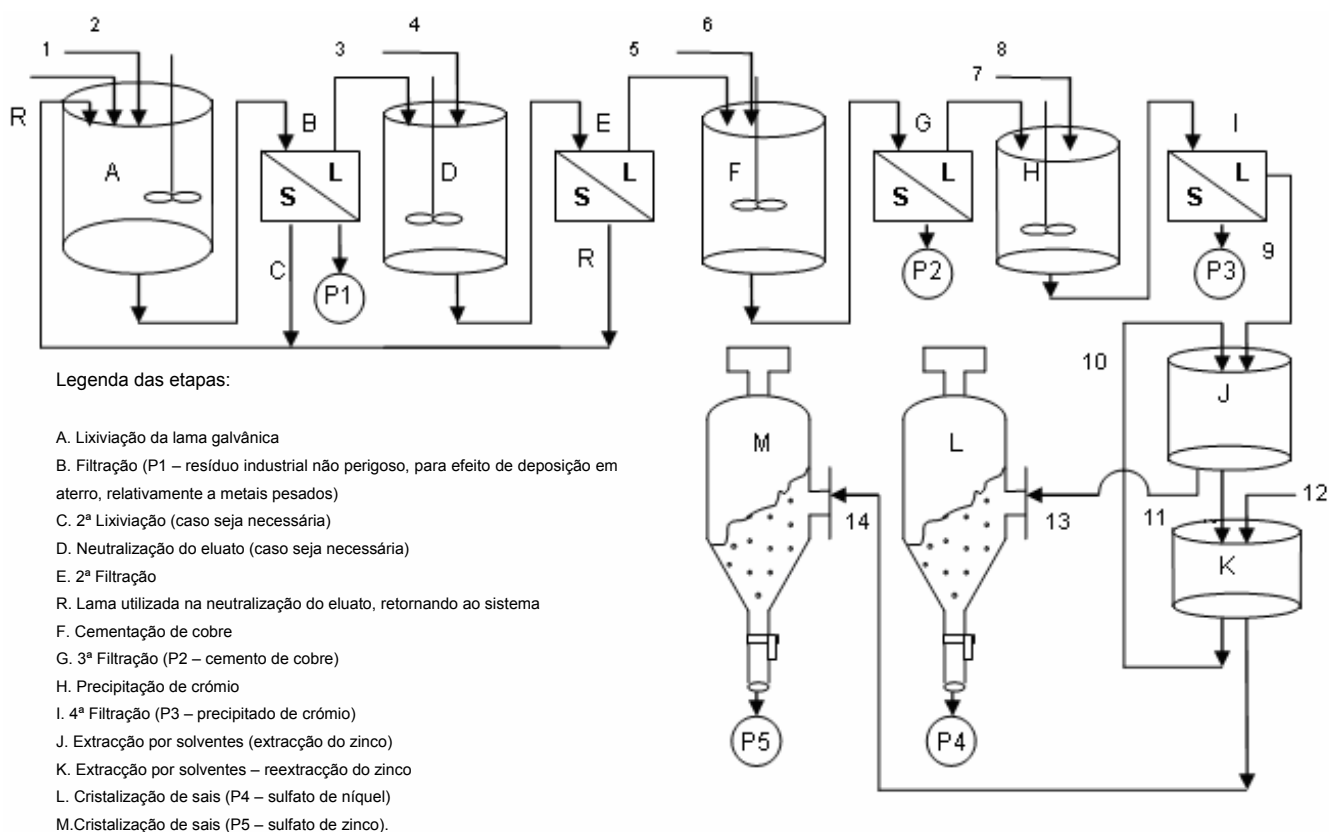 2 4 6
1 3 5 8
7
R B E G I
A L D L F L H L
S S S S
C R 9
P1 P2 P3
10
J
Legenda das etapas:
M L
12
A. Lixiviação da lama galvânica
14 13 11
B. Filtração (P1 – resíduo industrial não perigoso, para efeito de deposição em
aterro, relativamente a metais pesados)
K
C. 2ª Lixiviação (caso seja necessária)
D. Neutralização do eluato (caso seja necessária)
E. 2ª Filtração
R. Lama utilizada na neutralização do eluato, retornando ao sistema
F. Cementação de cobre
G. 3ª Filtração (P2 – cemento de cobre)
H. Precipitação de crómio
I. 4ª Filtração (P3 – precipitado de crómio)
P5 P4
J. Extracção por solventes (extracção do zinco)
K. Extracção por solventes – reextracção do zinco
L. Cristalização de sais (P4 – sulfato de níquel)
M.Cristalização de sais (P5 – sulfato de zinco).